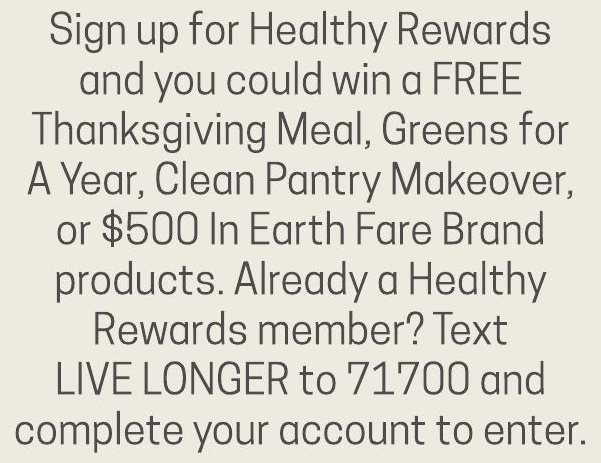 Sign up for Healthy Rewards
and you could win a FREE
Thanksgiving Meal, Greens for
A Year, Clean Pantry Makeover,
or $500 In Earth Fare Brand
products. Already a Healthy
Rewards member? Text
LIVE LONGER to 71700 and
complete your account to enter.